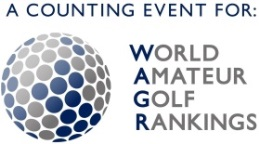 A COUNTING EVENT FOR:
WORLD
AMATEUR
GOLF
RANKINGS